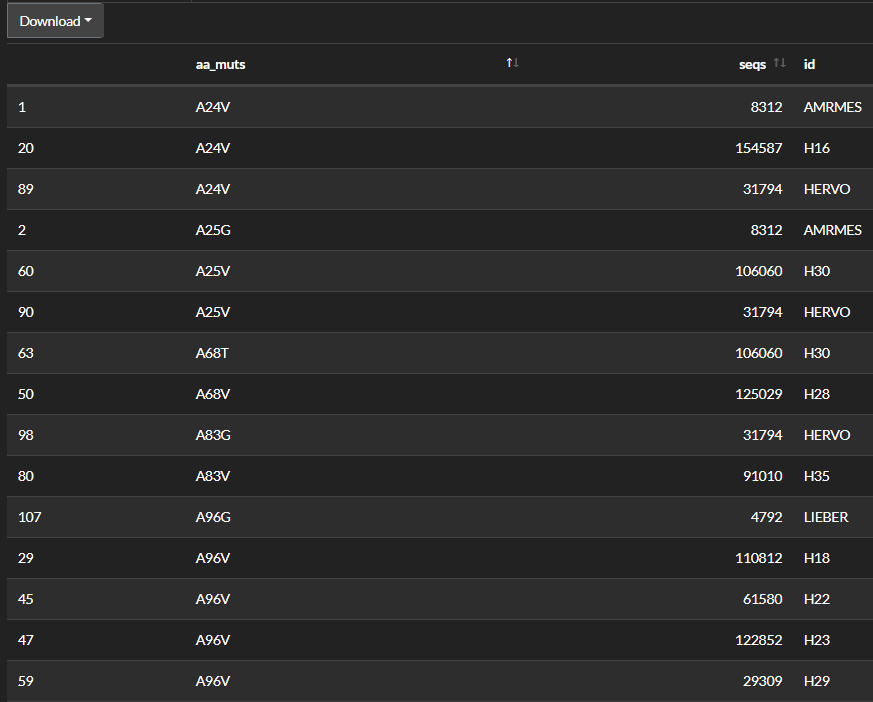 Download
aa_muts seqs id
1 A24V 8312 AMRMES
20 A24V 154587 H16
89 A24V 31794 HERVO
2 A25G 8312 AMRMES
60 A25V 106060 H30
90 A25V 31794 HERVO
63 A68T 106060 H30
50 A68V 125029 H28
98 A83G 31794 HERVO
80 A83V 91010 H35
107 A96G 4792 LIEBER
29 A96V 110812 H18
45 A96V 61580 H22
47 A96V 122852 H23
59 A96V 29309 H29